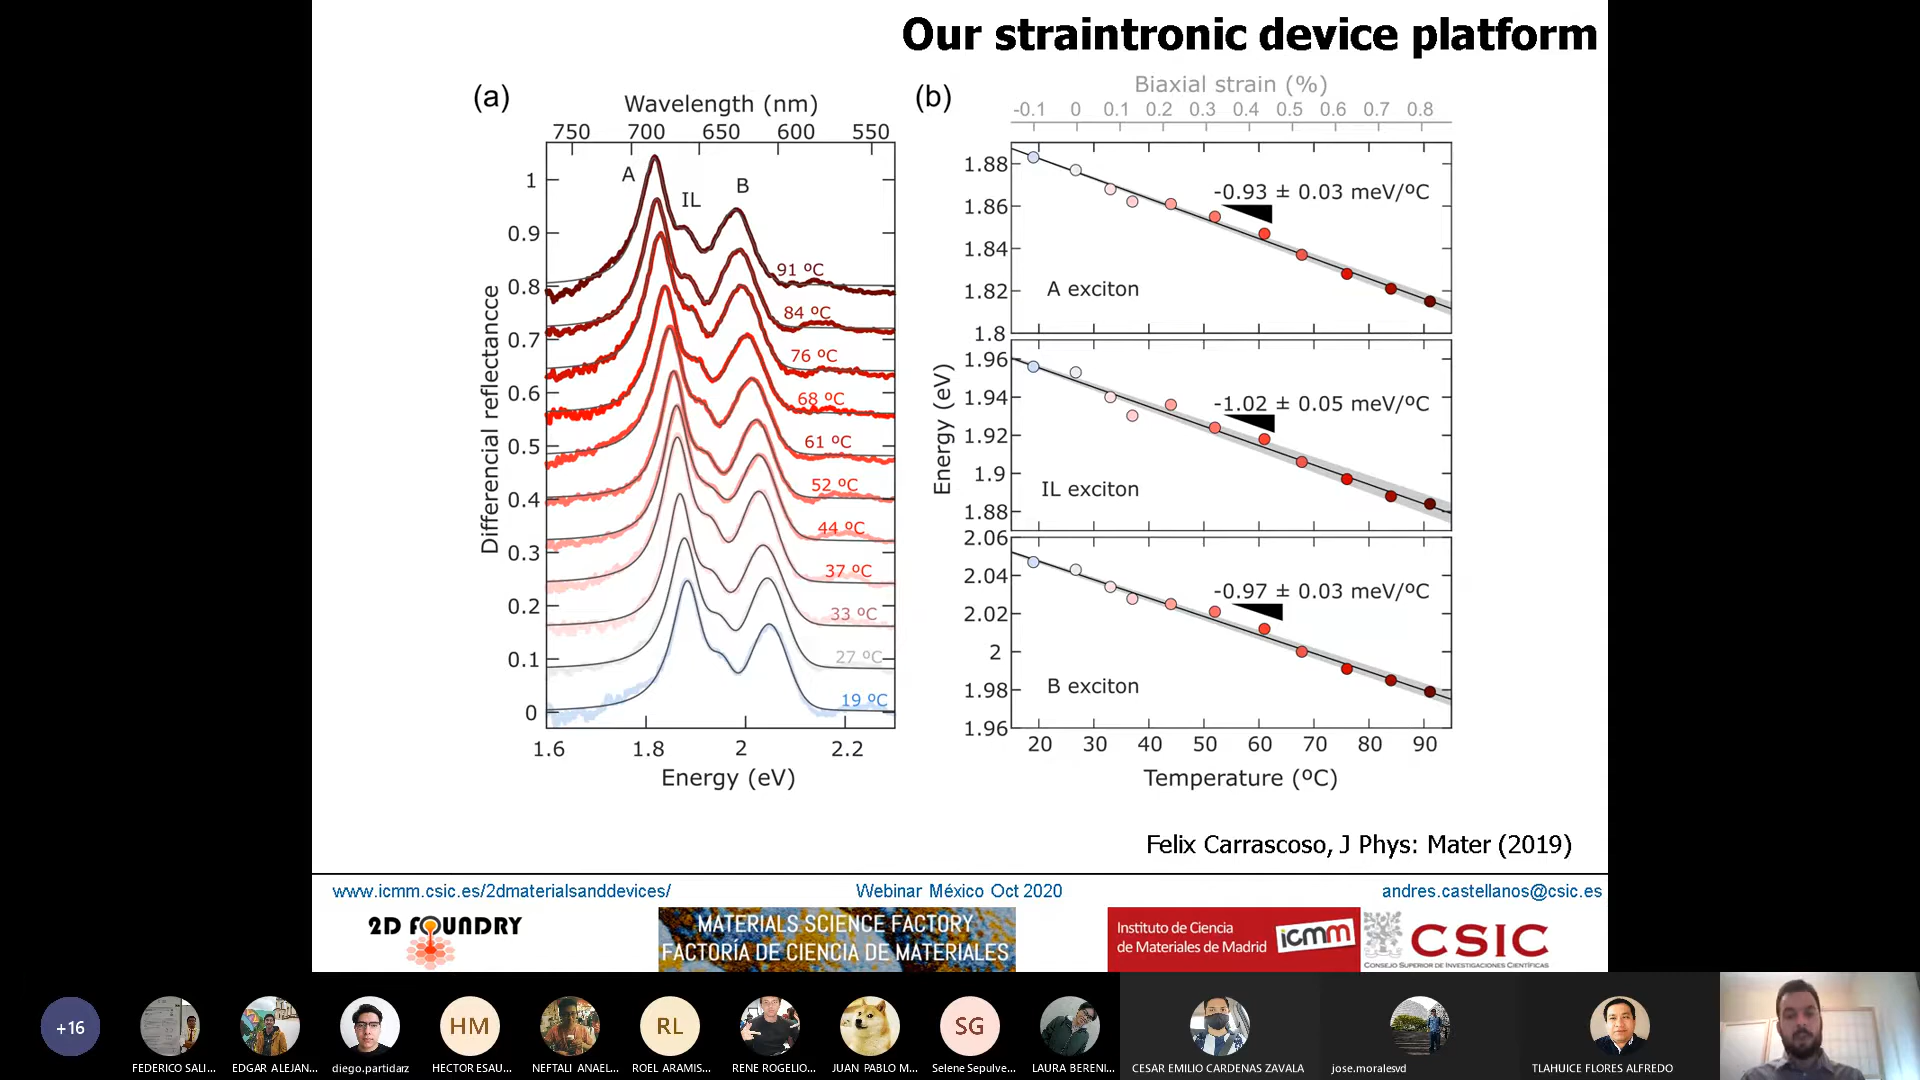 Our straintronic device platform
(a)
Wavelength (nm)
750 700 650 600 550
A
IL
B
1
0.9
0.8
0.7
0.6
0.5
0.4
0.3
0.2
0.1
0
Differencial reflectance
91 ºC
84 ºC
76 ºC
68 ºC
61 ºC
52 ºC
44 ºC
37 ºC
33 ºC
27 ºC
19 ºC
1.6 1.8 2 2.2
Energy (eV)
(b)
Biaxial strain (%)
-0.1 0 0.1 0.2 0.3 0.4 0.5 0.6 0.7 0.8
1.88
1.86
1.84
1.82
1.8
-0.93 ± 0.03 meV/ºC
A exciton
1.96
1.94
1.92
1.9
1.88
-1.02 ± 0.05 meV/ºC
IL exciton
2.06
2.04
2.02
2
1.98
1.96
-0.97 ± 0.03 meV/ºC
B exciton
Energy (eV)
20 30 40 50 60 70 80 90
Temperature (ºC)
Felix Carrascoso, J Phys: Mater (2019)
www.icmm.csic.es/2dmaterialsanddevices/
Webinar México Oct 2020
andres.castellanos@csic.es
2D FOUNDRY
MATERIALS SCIENCE FACTORY
FACTORÍA DE CIENCIA DE MATERIALES
Instituto de Ciencia
de Materiales de Madrid
icmm
CSIC
CONSEJO SUPERIOR DE INVESTIGACIONES CIENTÍFICAS
+16
HM
RL
SG
FEDERICO SALI...
EDGAR ALEJAN...
diego.partidarz
HECTOR ESAU...
NEFTALI ANAEL...
ROEL ARAMIS...
RENE ROGELIO...
JUAN PABLO M...
Selene Sepulve...
LAURA BERENI...
CESAR EMILIO CARDENAS ZAVALA
jose.moralesvd
TLAHUICE FLORES ALFREDO